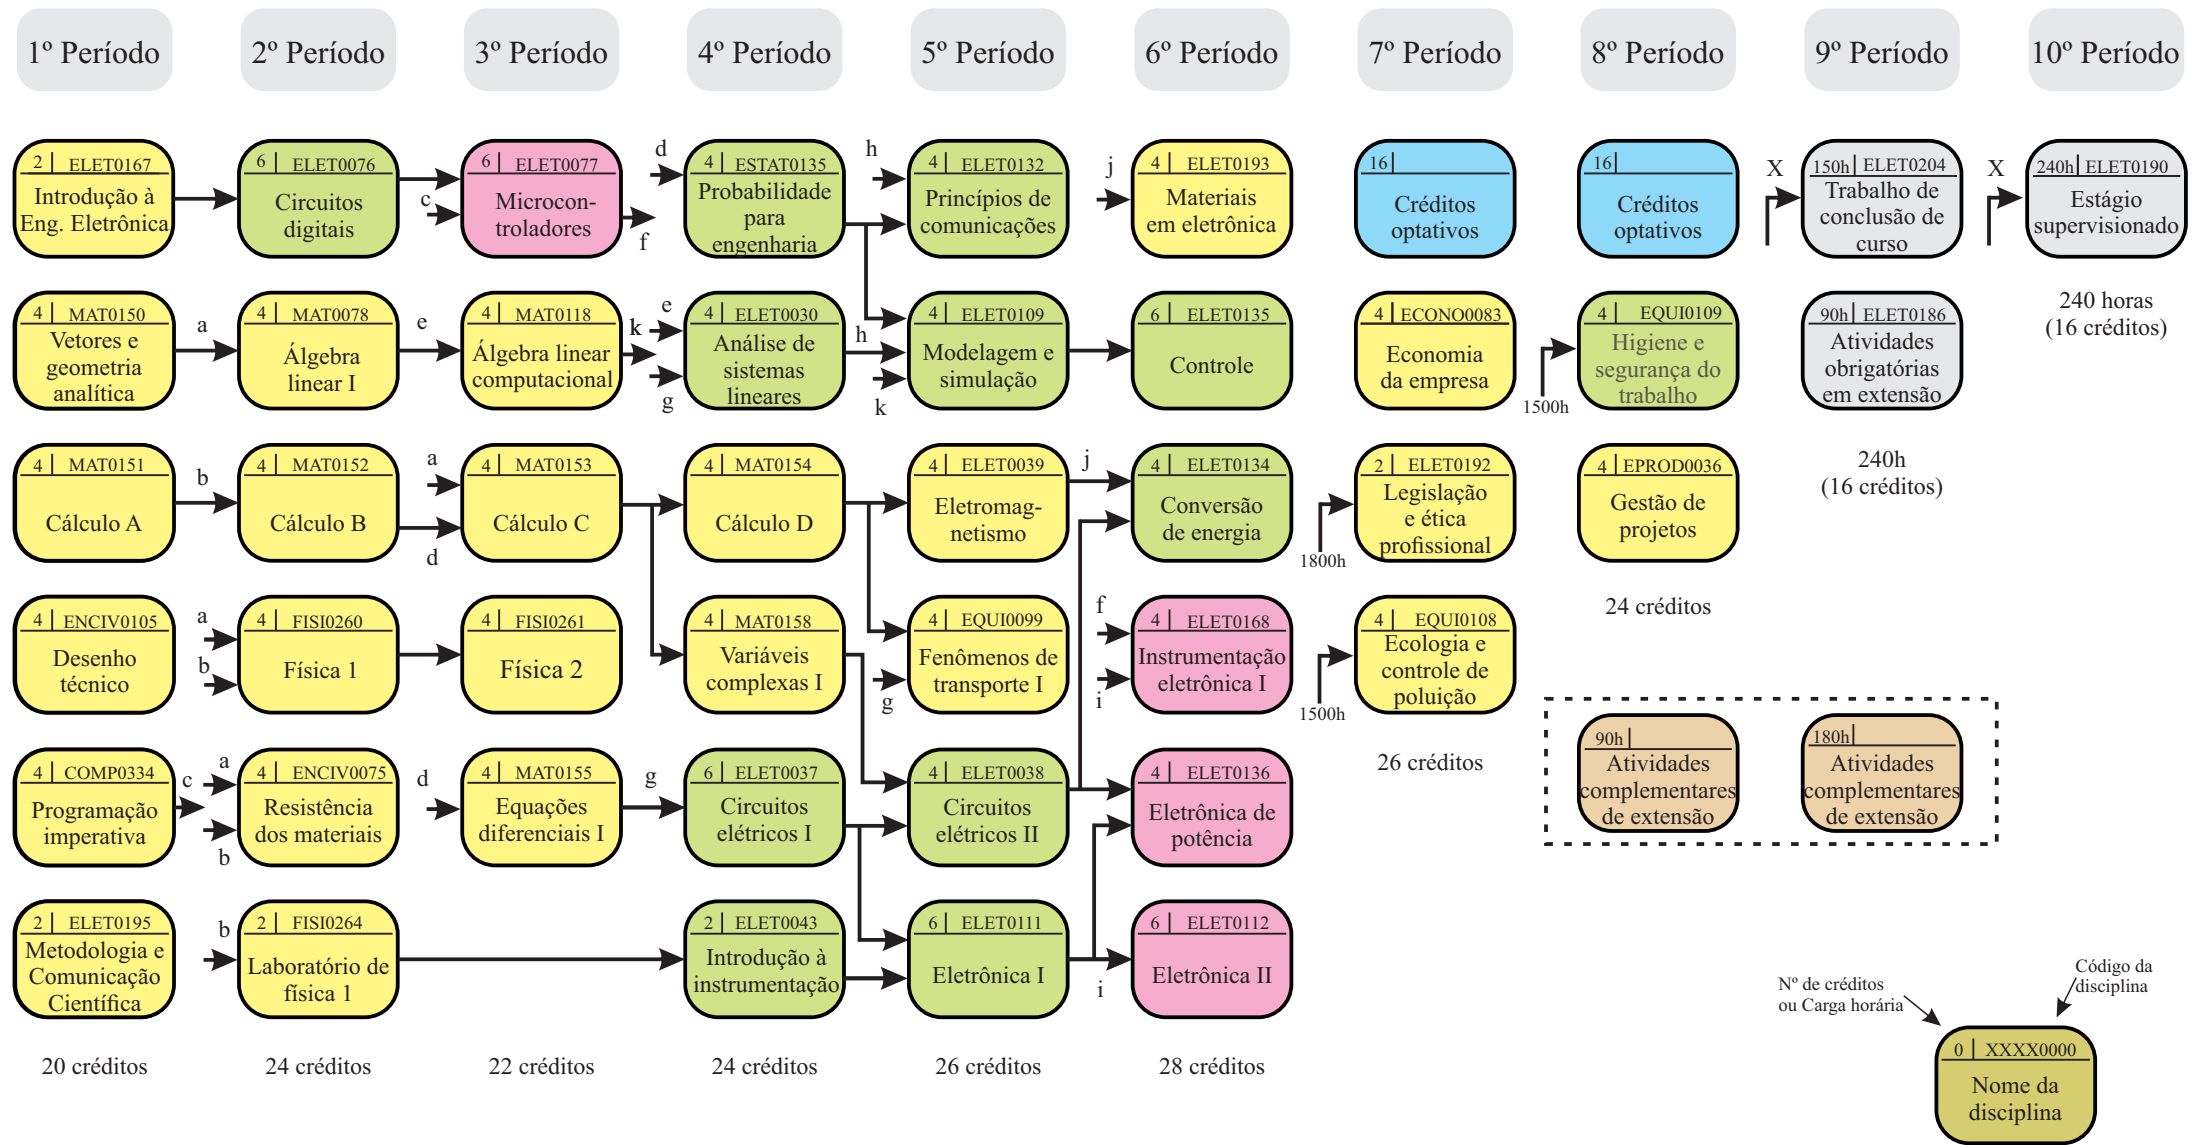 1º Período
2º Período
3º Período
4º Período
5º Período
6º Período
7º Período
8º Período
9º Período
10º Período
2 ELET0167
Introdução à
Eng. Eletrônica
6 ELET0076
Circuitos
digitais
c
6 ELET0077
Microcon-
troladores
f
d
4 ESTAT0135
Probabilidade
para
engenharia
h
4 ELET0132
Princípios de
comunicações
j
4 ELET0193
Materiais
em eletrônica
16
Créditos
optativos
16
Créditos
optativos
X
150h ELET0204
Trabalho de
conclusão de
curso
X
240h ELET0190
Estágio
supervisionado
240 horas
(16 créditos)
4 MAT0150
Vetores e
geometria
analítica
a
4 MAT0078
Álgebra
linear I
e
4 MAT0118
Álgebra linear
computacional
k
e
g
4 ELET0030
Análise de
sistemas
lineares
h
k
4 ELET0109
Modelagem e
simulação
6 ELET0135
Controle
4 ECONO0083
Economia
da empresa
1500h
4 EQUI0109
Higiene e
segurança do
trabalho
90h ELET0186
Atividades
obrigatórias
em extensão
240h
(16 créditos)
4 MAT0151
Cálculo A
b
4 MAT0152
Cálculo B
a
d
4 MAT0153
Cálculo C
4 MAT0154
Cálculo D
4 ELET0039
Eletromag-
netismo
j
4 ELET0134
Conversão
de energia
1800h
2 ELET0192
Legislação
e ética
profissional
4 EPROD0036
Gestão de
projetos
24 créditos
4 ENCIV0105
Desenho
técnico
a
b
4 FISI0260
Física 1
4 FISI0261
Física 2
4 MAT0158
Variáveis
complexas I
g
4 EQUI0099
Fenômenos de
transporte I
f
i
4 ELET0168
Instrumentação
eletrônica I
1500h
4 EQUI0108
Ecologia e
controle de
poluição
26 créditos
90h
Atividades
complementares
de extensão
180h
Atividades
complementares
de extensão
4 COMP0334
Programação
imperativa
c
a
b
4 ENCIV0075
Resistência
dos materiais
d
4 MAT0155
Equações
diferenciais I
g
6 ELET0037
Circuitos
elétricos I
4 ELET0038
Circuitos
elétricos II
4 ELET0136
Eletrônica de
potência
2 ELET0195
Metodologia e
Comunicação
Científica
b
2 FISI0264
Laboratório de
física 1
2 ELET0043
Introdução à
instrumentação
6 ELET0111
Eletrônica I
i
6 ELET0112
Eletrônica II
20 créditos
24 créditos
22 créditos
24 créditos
26 créditos
28 créditos
Nº de créditos
ou Carga horária
Código da
disciplina
0 XXXX0000
Nome da
disciplina